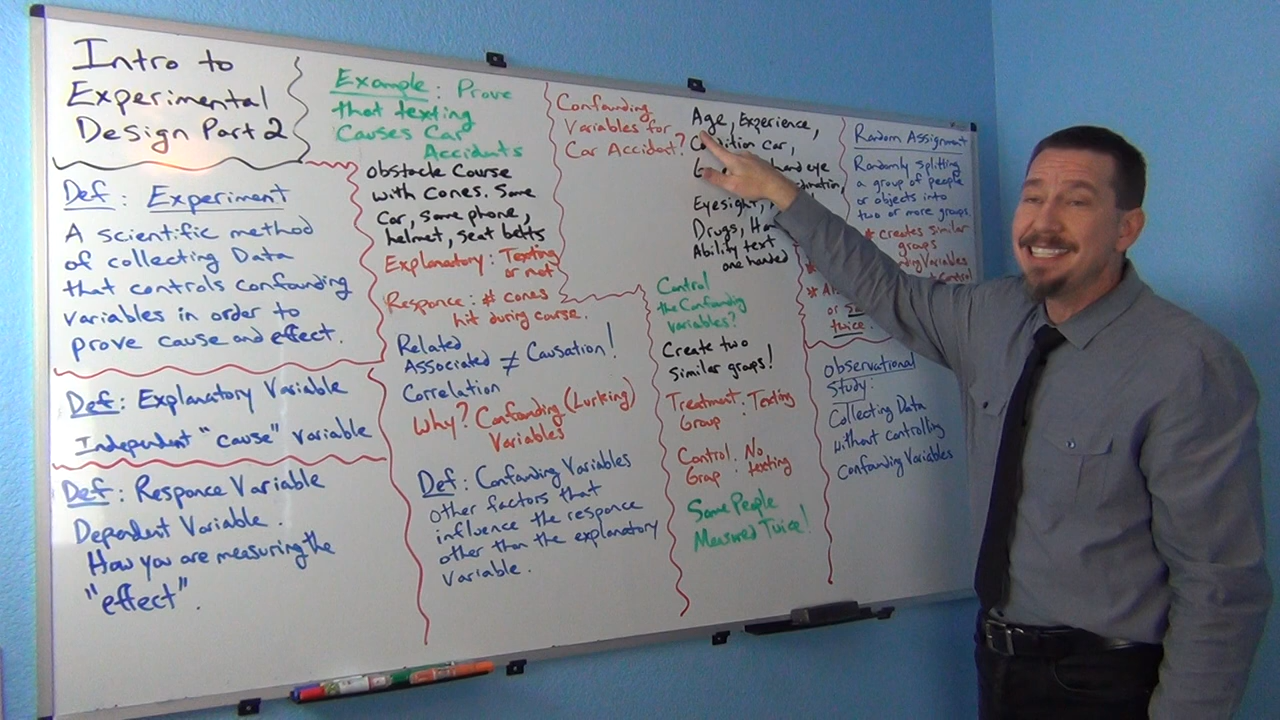 Intro to
Experimental
Design Part 2
Def: Experiment
A scientific method
of collecting Data
that controls confounding
variables in order to
prove cause and effect.
Def: Explanatory Variable
Independent "cause" variable
Def: Responce Variable
Dependent Variable.
How you are measuring the
"effect".
Example: Prove
that texting
Causes Car
Accidents
obstacle Course
with cones. Same
Car, same phone,
helmet, seat belts
Explanatory: Texting
or not
Responce: # cones
hit during course.
Related
Associated ≠ Causation!
Correlation
Why? Confounding (Lurking)
Variables
Def: Confounding Variables
other factors that
influence the responce
other than the explanatory
Variable.
Confounding
Variables for
Car Accident?
Age, Experience,
Condition Car,
hand eye
Eyesight,
Drugs,
Ability text
one handed
Control
the Confounding
variables?
Create two
similar groups!
Treatment: Texting
Group
Control: No
Group: texting
Same People
Measured Twice!
Random Assignment
Randomly splitting
a group of people
or objects into
two or more groups.
* creates similar
groups
Variables
*
or
twice.
observational
Study:
Collecting Data
without controlling
Confounding Variables